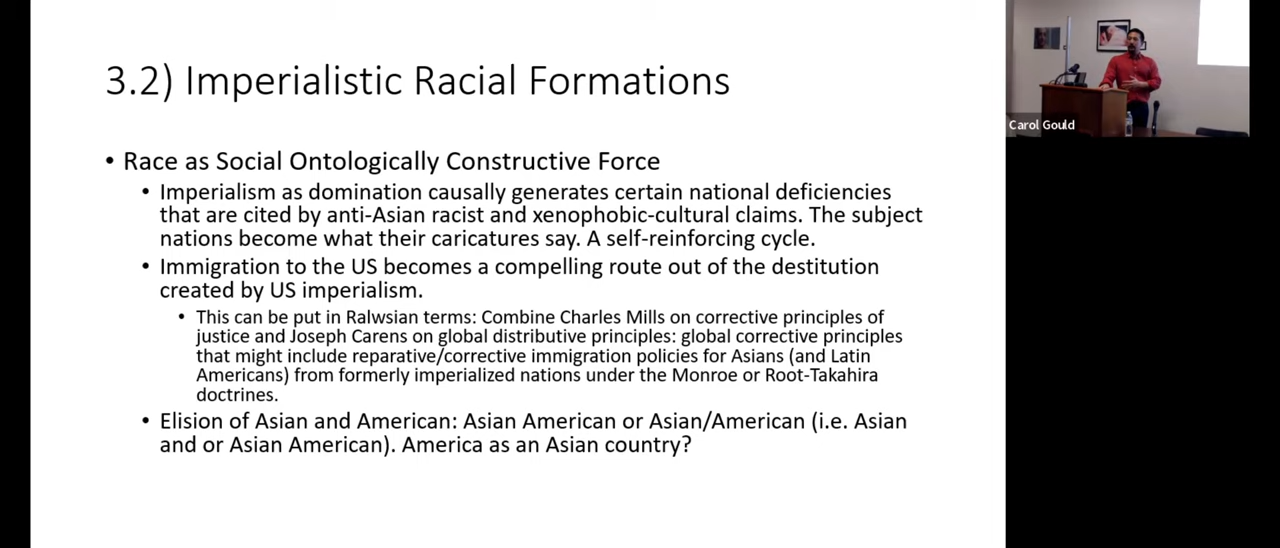 3.2) Imperialistic Racial Formations
• Race as Social Ontologically Constructive Force
• Imperialism as domination causally generates certain national deficiencies
that are cited by anti-Asian racist and xenophobic-cultural claims. The subject
nations become what their caricatures say. A self-reinforcing cycle.
• Immigration to the US becomes a compelling route out of the destitution
created by US imperialism.
• This can be put in Ralwsian terms: Combine Charles Mills on corrective principles of
justice and Joseph Carens on global distributive principles: global corrective principles
that might include reparative/corrective immigration policies for Asians (and Latin
Americans) from formerly imperialized nations under the Monroe or Root-Takahira
doctrines.
• Elision of Asian and American: Asian American or Asian/American (i.e. Asian
and or Asian American). America as an Asian country?
Carol Gould